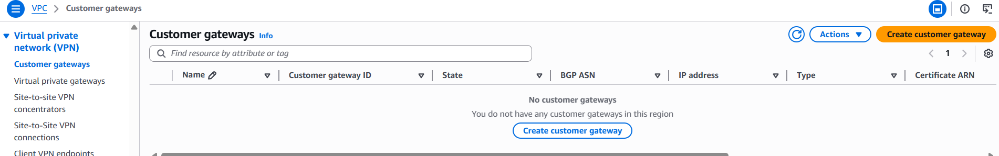 VPC > Customer gateways
Virtual private
network (VPN)
Customer gateways
Virtual private gateways
Site-to-site VPN
concentrators
Site-to-Site VPN
connections
Client VPN endpoints
Customer gateways Info
Actions
Create customer gateway
Find resource by attribute or tag
1
Name Customer gateway ID State BGP ASN IP address Type Certificate ARN
No customer gateways
You do not have any customer gateways in this region
Create customer gateway